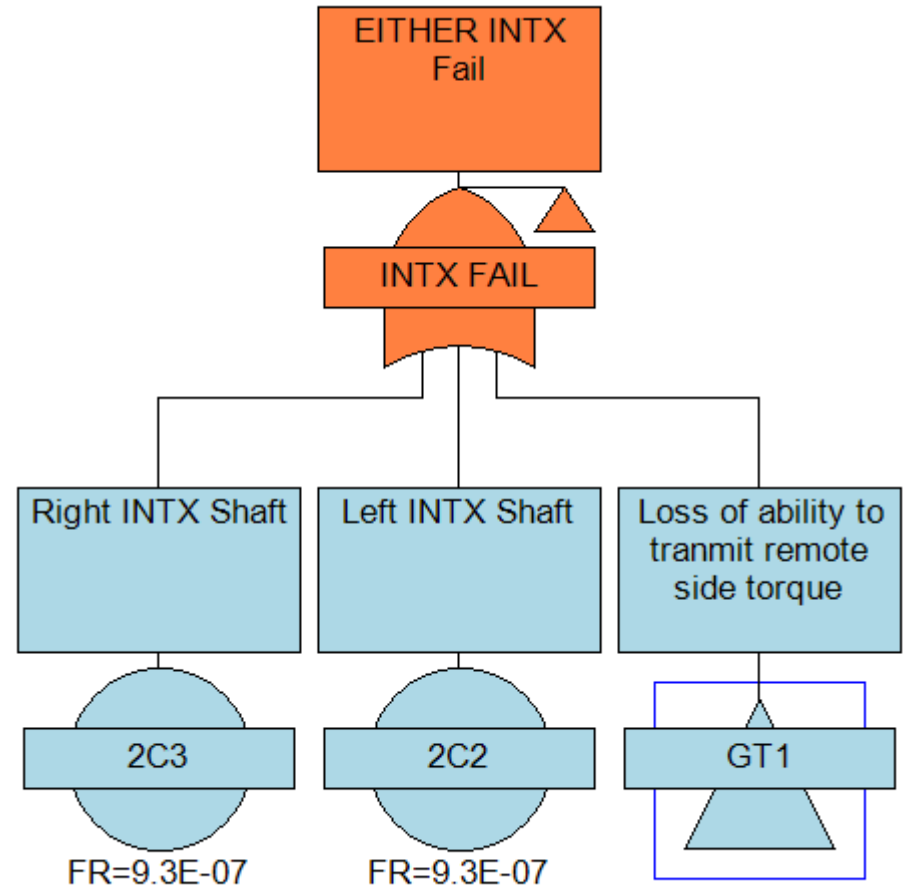 EITHER INTX
Fail
INTX FAIL
Right INTX Shaft
Left INTX Shaft
Loss of ability to
tranmit remote
side torque
2C3
2C2
GT1
FR=9.3E-07
FR=9.3E-07